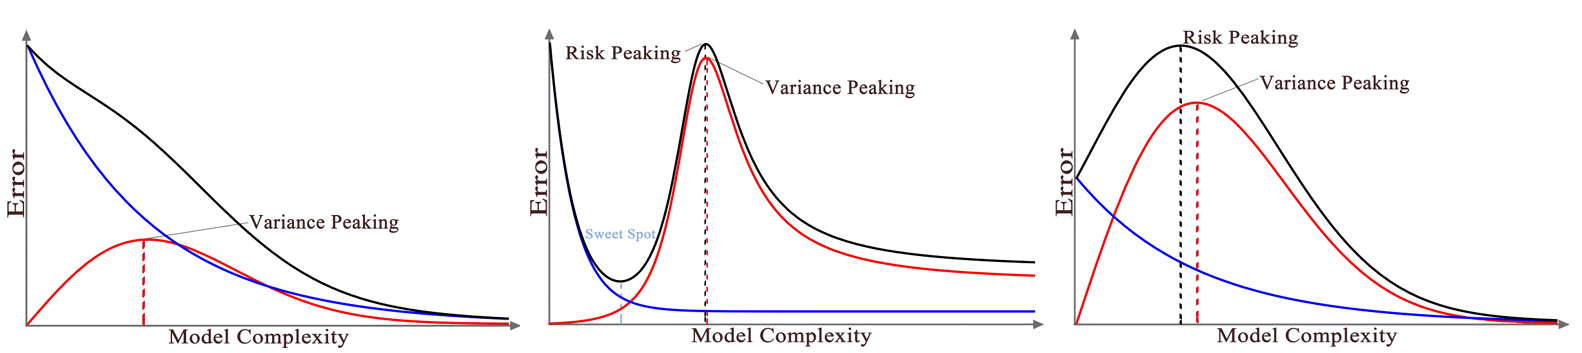 Error
Variance Peaking
Model Complexity
Error
Risk Peaking
Variance Peaking
Sweet Spot
Model Complexity
Error
Risk Peaking
Variance Peaking
Model Complexity